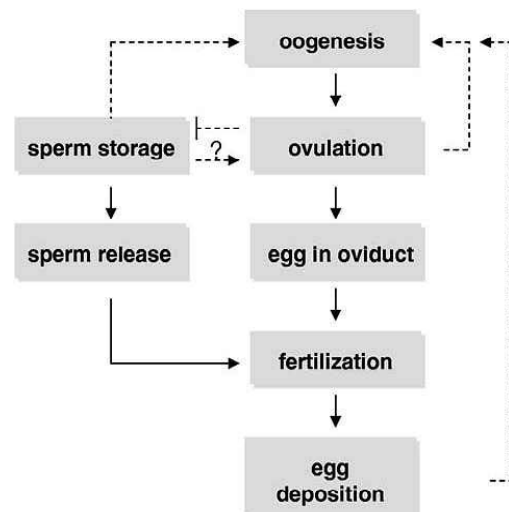 oogenesis
sperm storage
?
ovulation
sperm release
egg in oviduct
fertilization
egg
deposition